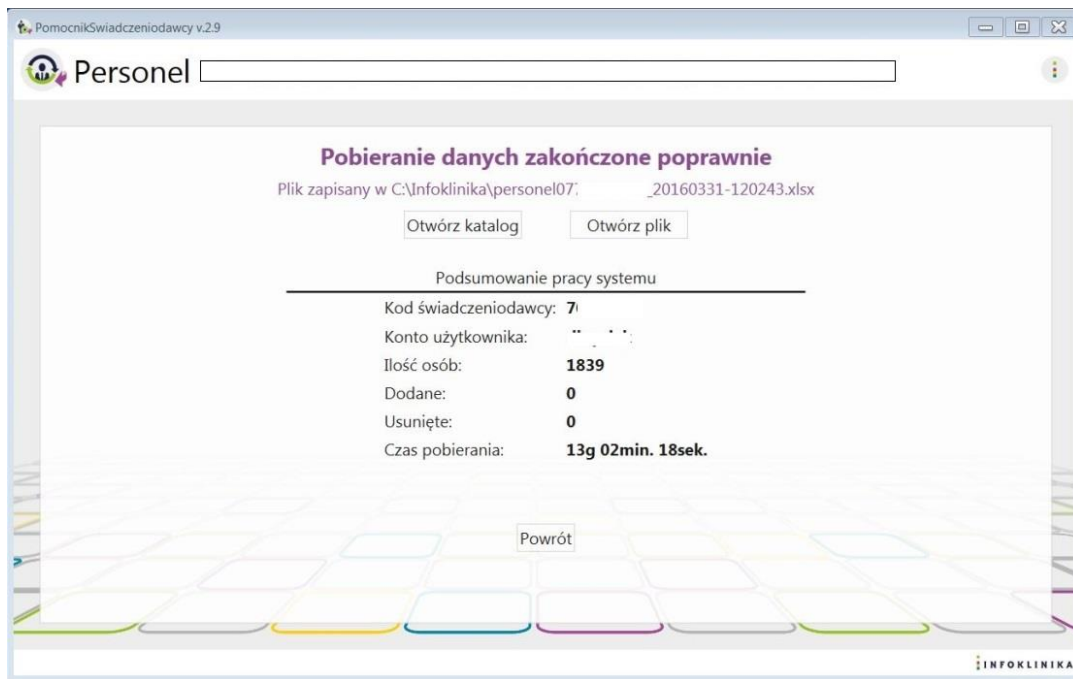 PomocnikSwiadczeniodawcy v.2.9
Personel
Pobieranie danych zakończone poprawnie
Plik zapisany w C:\Infoklinika\personel07 _20160331-120243.xlsx
Otwórz katalog Otwórz plik
Podsumowanie pracy systemu
Kod świadczeniodawcy: 7
Konto użytkownika:
Ilość osób: 1839
Dodane: 0
Usunięte: 0
Czas pobierania: 13g 02min. 18sek.
Powrót
INFOKLINIKA